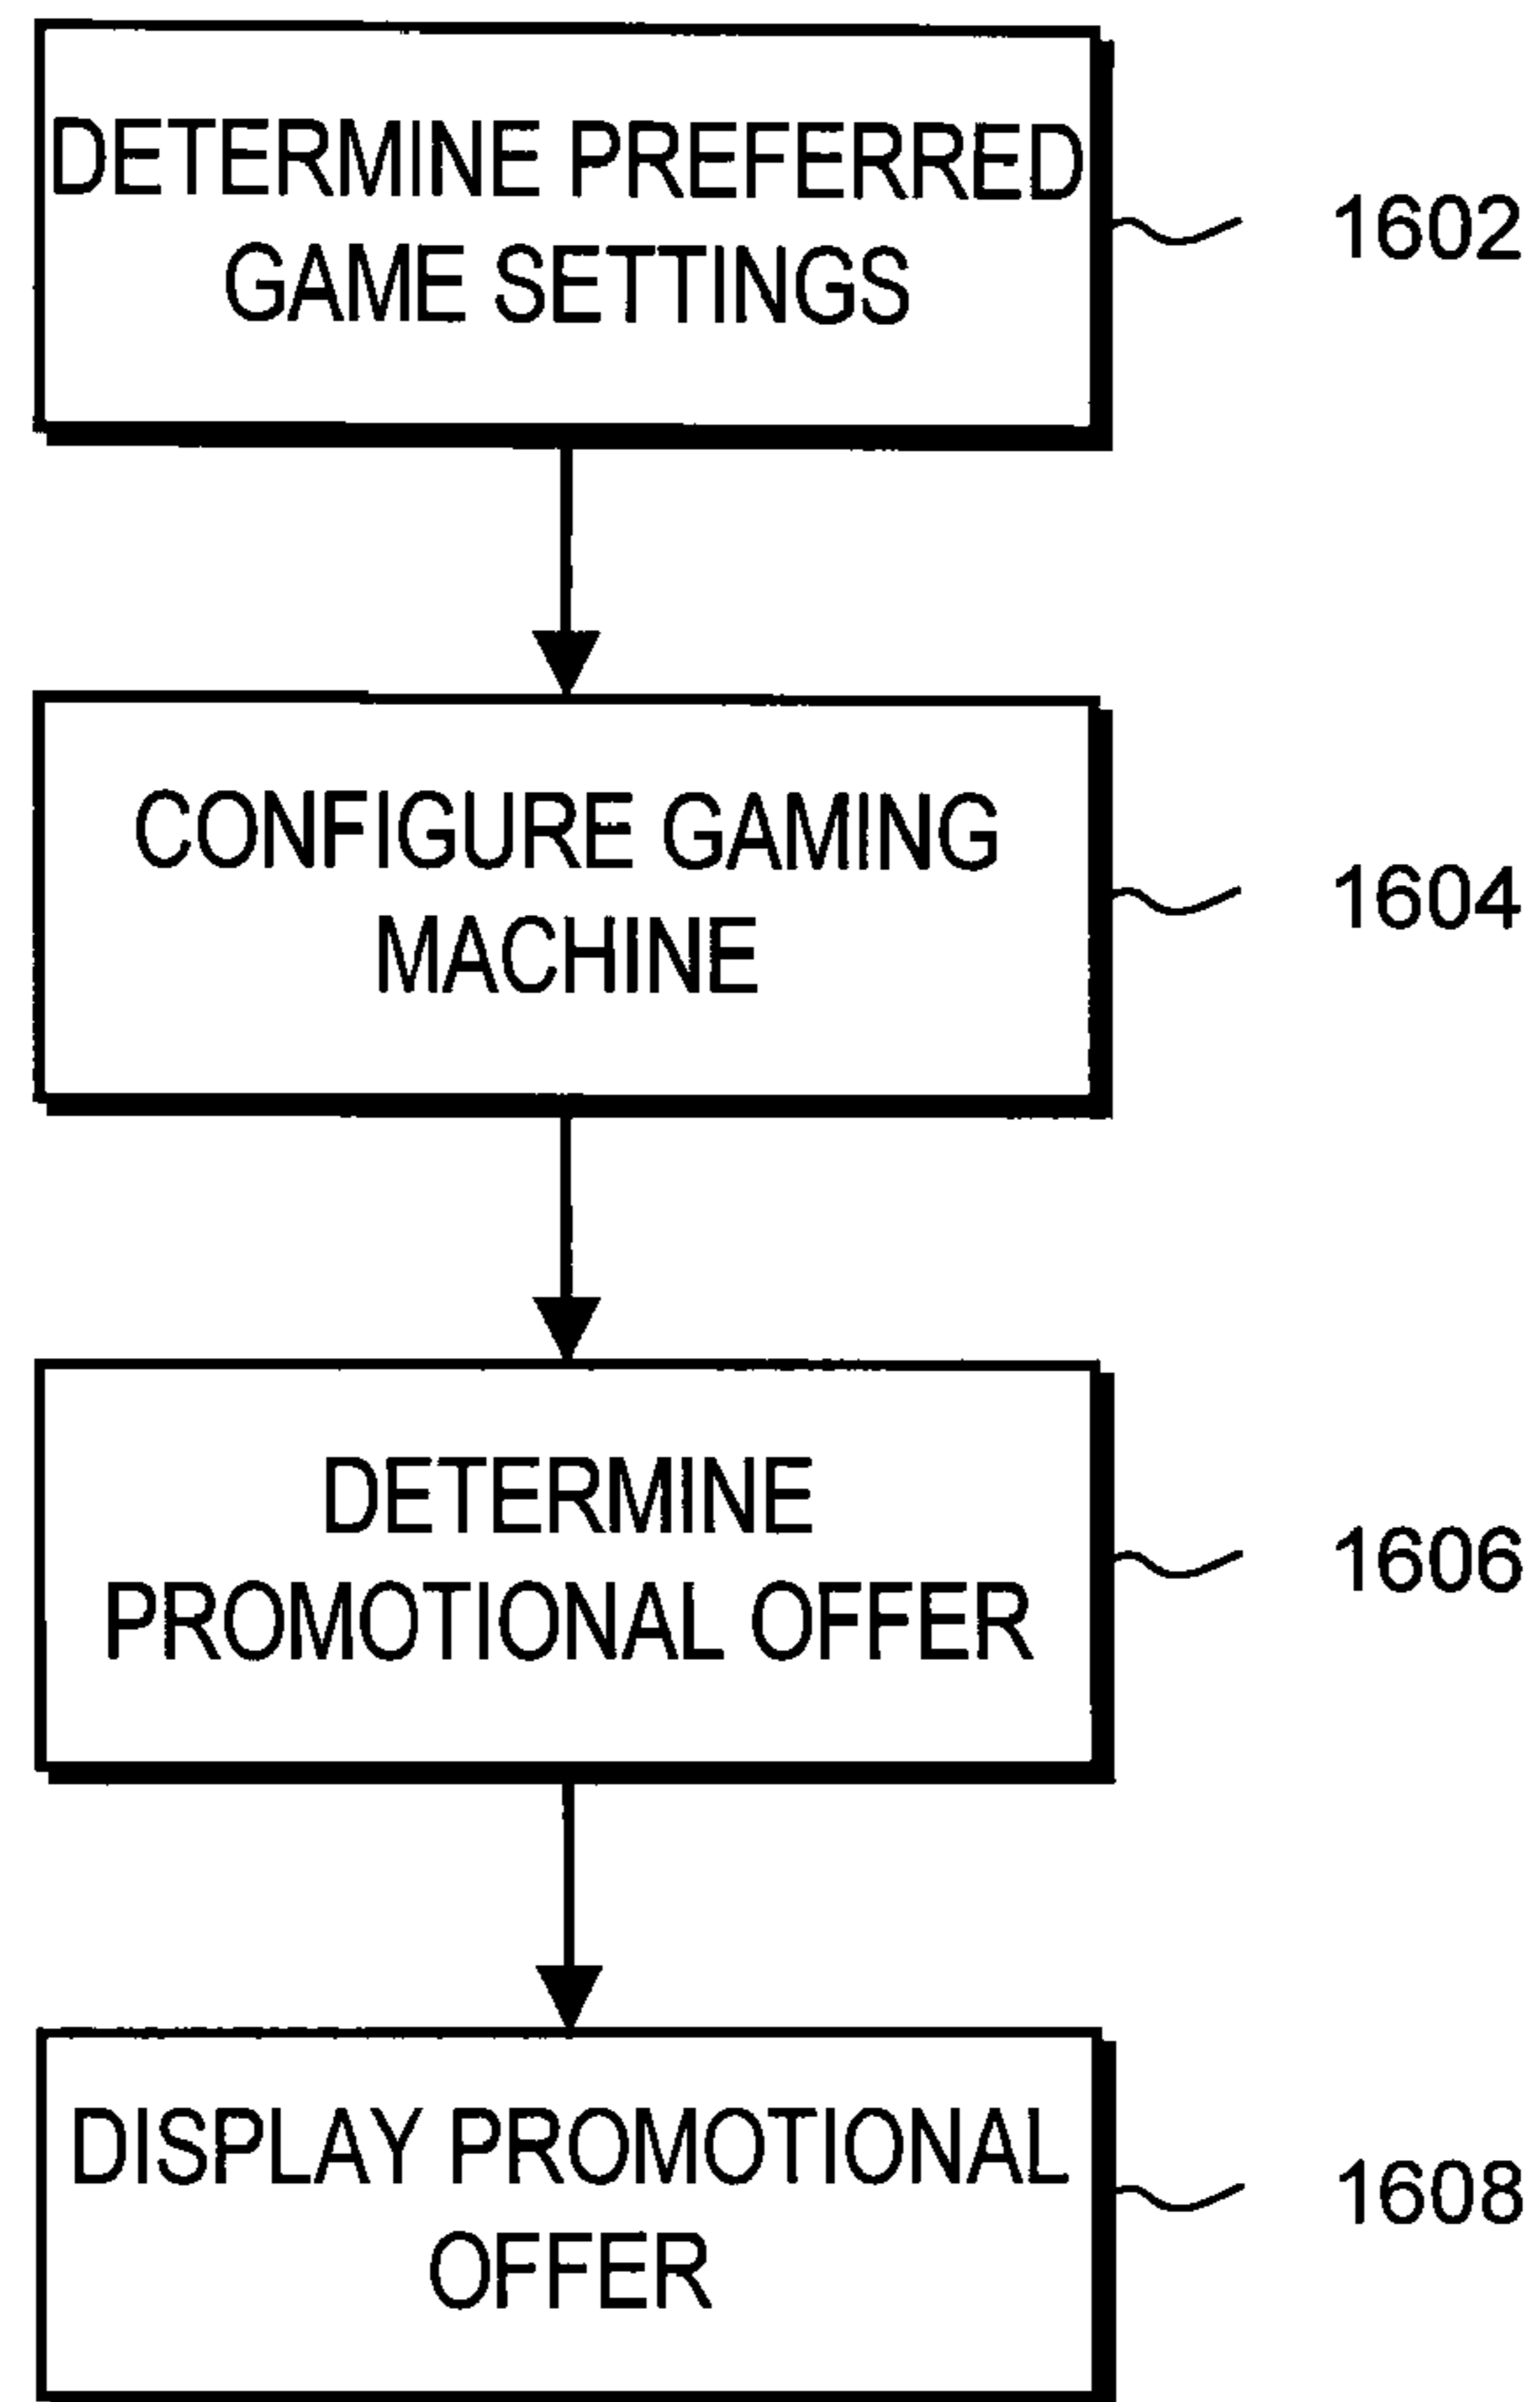 DETERMINE PREFERRED
GAME SETTINGS
1602
CONFIGURE GAMING
MACHINE
1604
DETERMINE
PROMOTIONAL OFFER
1606
DISPLAY PROMOTIONAL
OFFER
1608